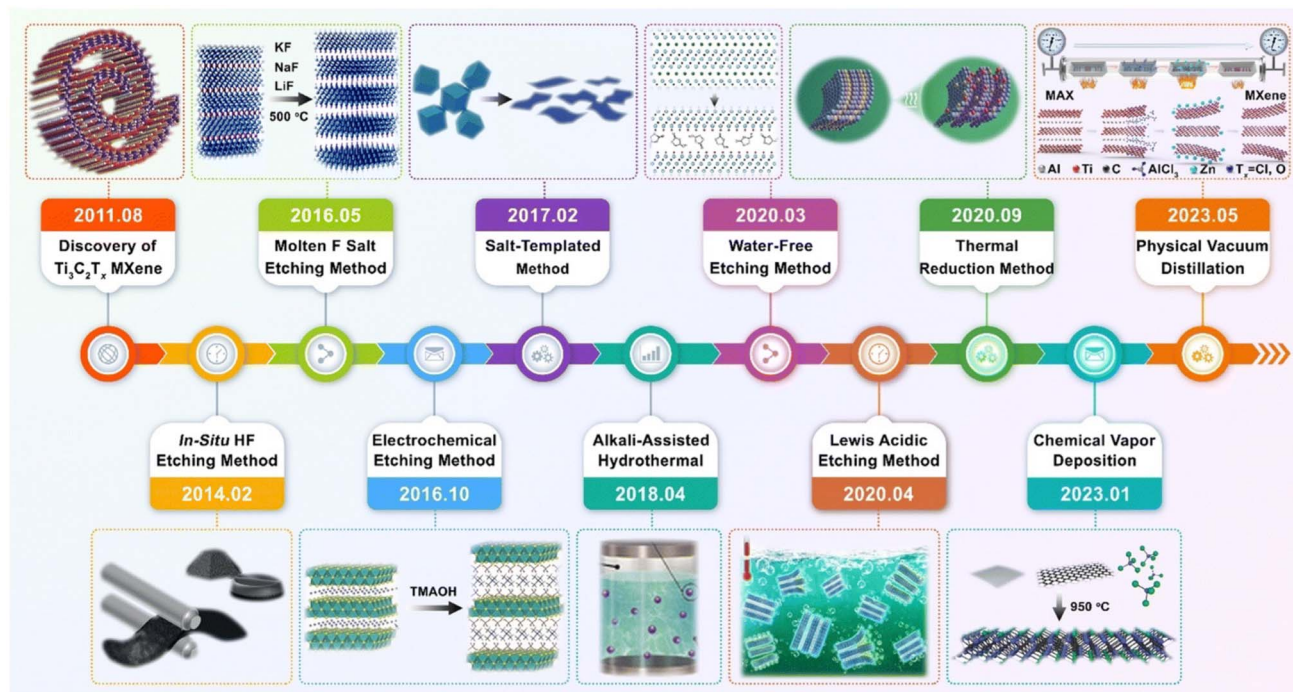 KF
NaF
LiF
500 °C
MAX
MXene
Al Ti C AlCl₃ Zn Tₓ=Cl, O
2011.08
Discovery of
Ti₃C₂Tₓ MXene
2016.05
Molten F Salt
Etching Method
2017.02
Salt-Templated
Method
2020.03
Water-Free
Etching Method
2020.09
Thermal
Reduction Method
2023.05
Physical Vacuum
Distillation
In-Situ HF
Etching Method
2014.02
Electrochemical
Etching Method
2016.10
Alkali-Assisted
Hydrothermal
2018.04
Lewis Acidic
Etching Method
2020.04
Chemical Vapor
Deposition
2023.01
TMAOH
950 °C